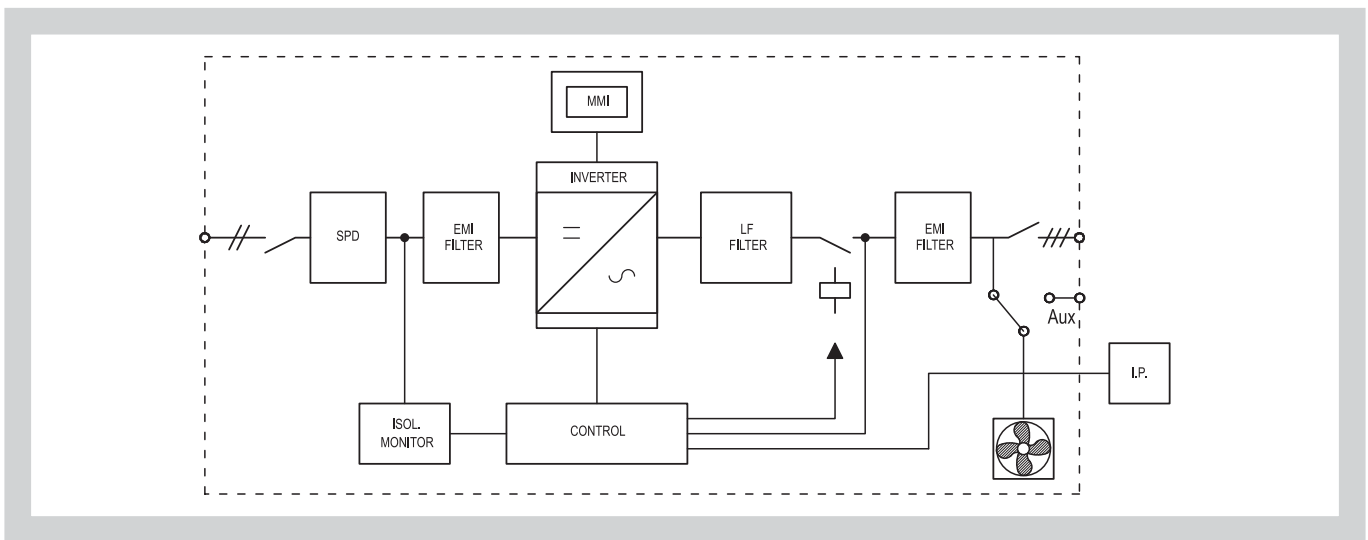 MMI
INVERTER
SPD
EMI
FILTER
LF
FILTER
EMI
FILTER
Aux
I.P.
ISOL.
MONITOR
CONTROL